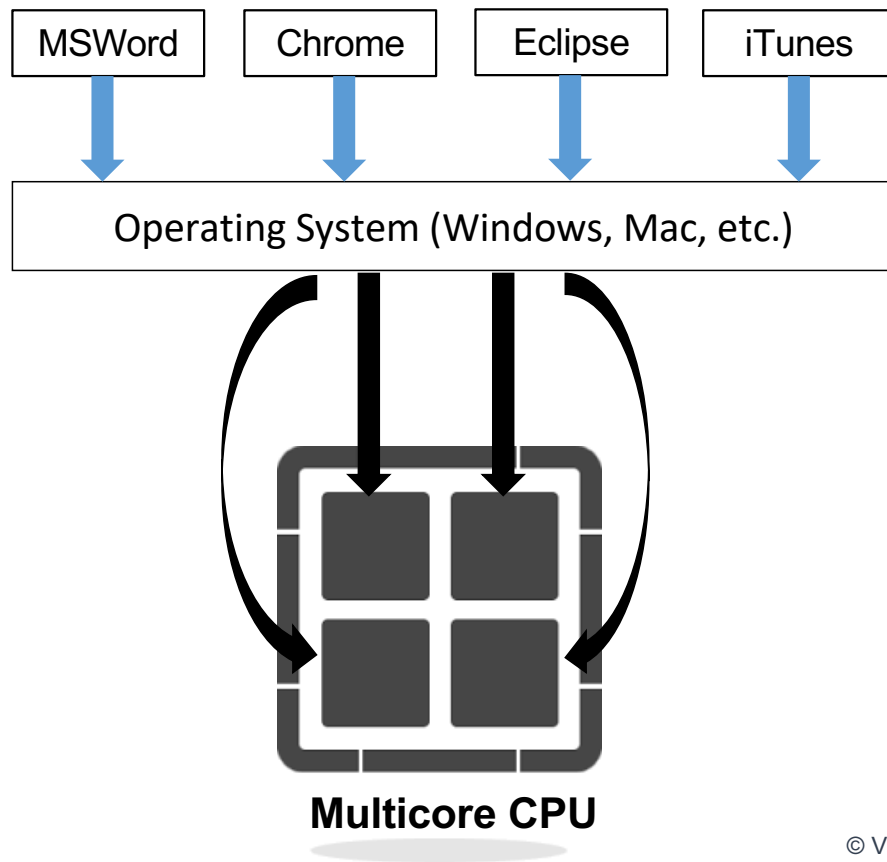 MSWord
Chrome
Eclipse
iTunes
Operating System (Windows, Mac, etc.)
Multicore CPU
© V